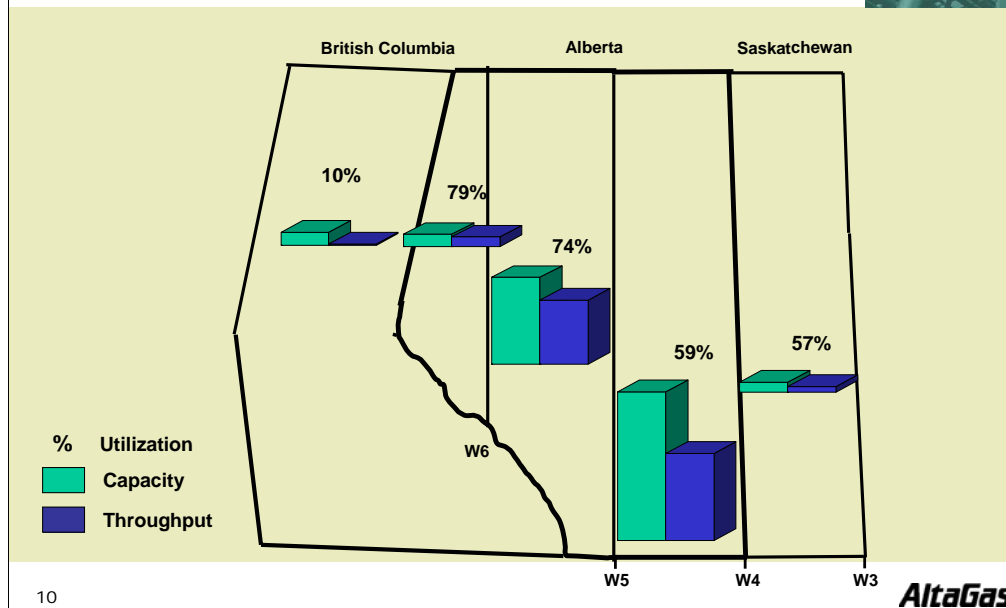 British Columbia Alberta Saskatchewan
10%
79%
74%
59%
57%
% Utilization
Capacity
Throughput
W6
W5 W4 W3
10
AltaGas